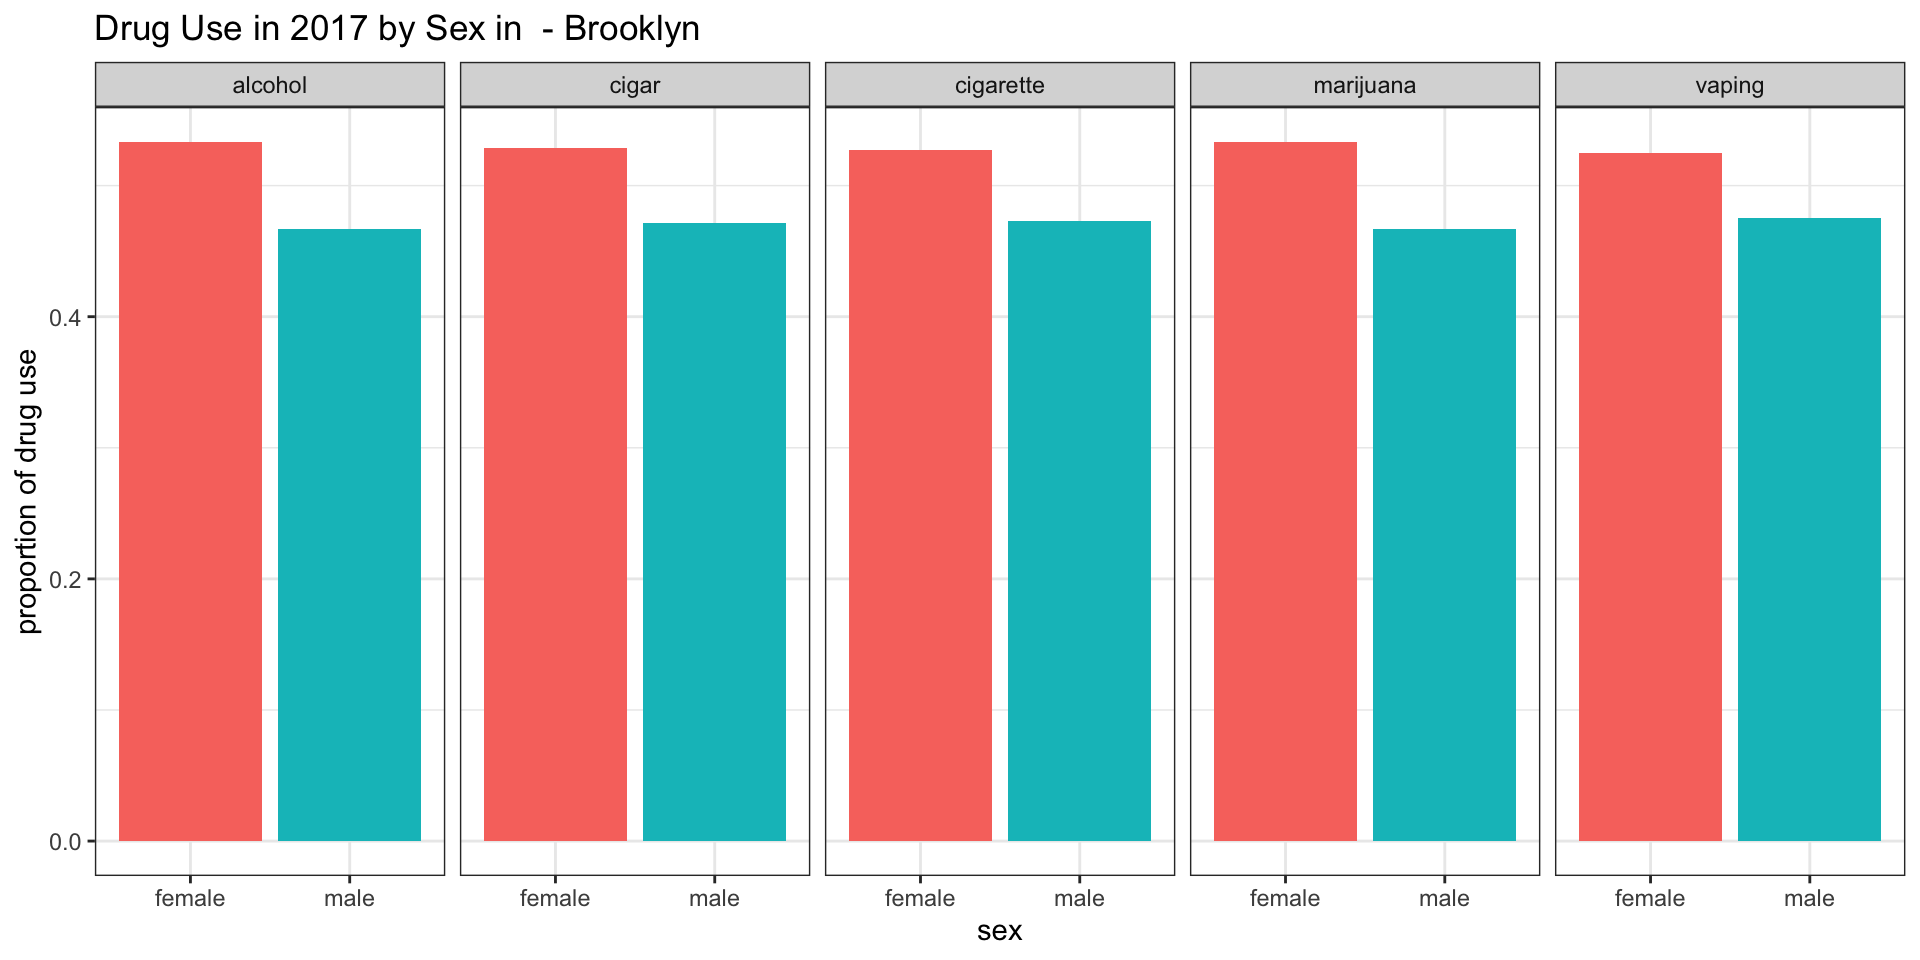 Drug Use in 2017 by Sex in  - Brooklyn
alcohol
cigar
cigarette
marijuana
vaping
proportion of drug use
0.4
0.2
0.0
female male female male female male female male female male
sex